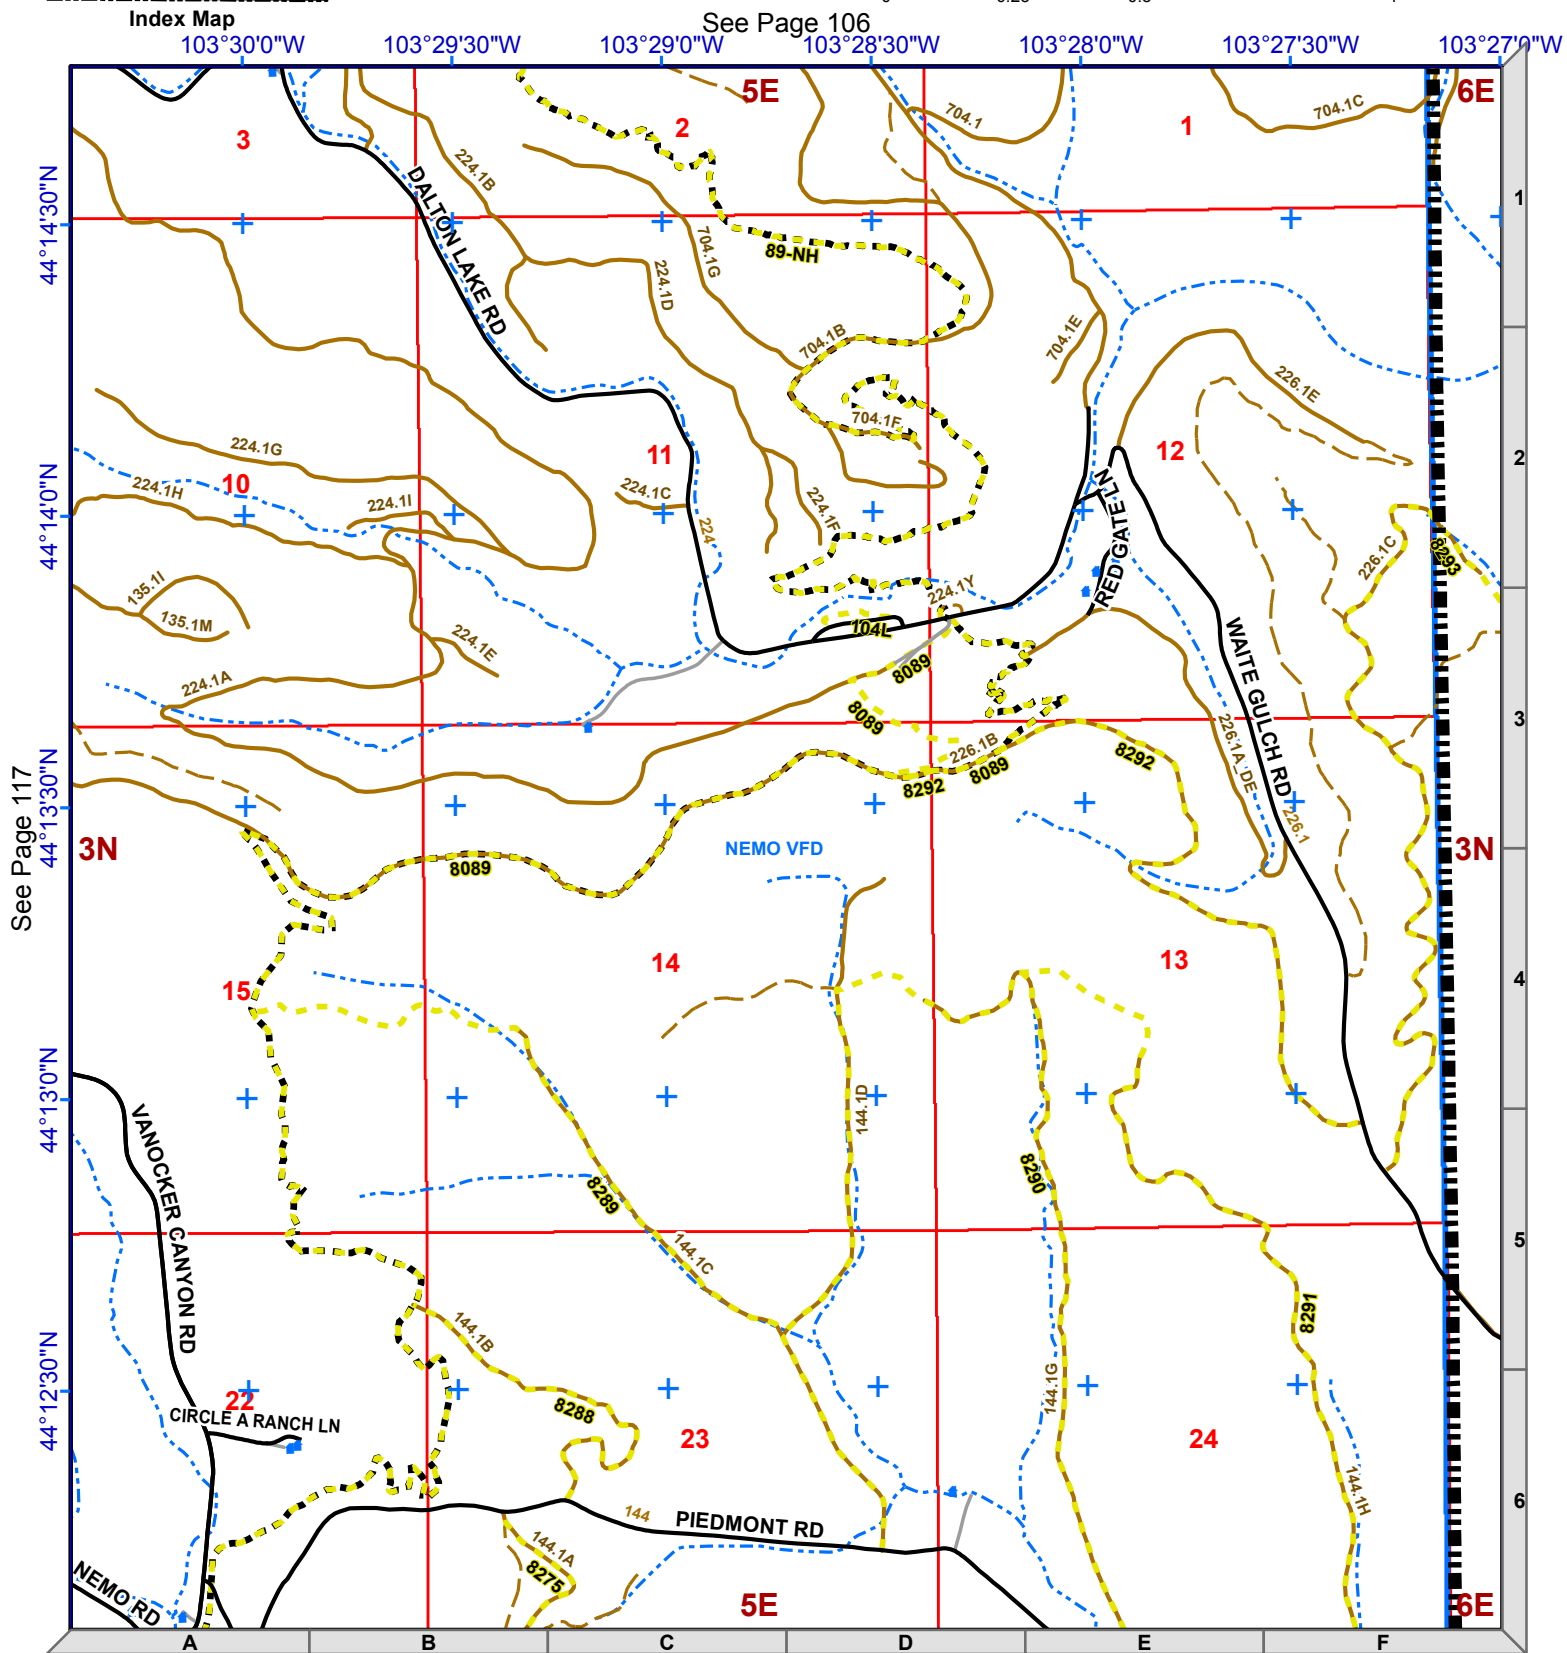 Index Map
See Page 106
103°30'0"W
103°29'30"W
103°29'0"W
103°28'30"W
103°28'0"W
103°27'30"W
103°27'0"W
5E
6E
3
2
1
704.1
704.1C
224.1B
DALTON LAKE RD
1
44°14'30"N
89-NH
704.1G
224.1D
704.1B
704.1E
226.1E
704.1F
11
12
2
10
224.1G
224.1H
224.1I
224.1C
224
224.1F
44°14'0"N
RED GATE LN
226.1C
8293
135.1I
135.1M
224.1Y
104L
224.1E
8089
WAITE GULCH RD
224.1A
8089
3
226.1B
8292
8089
8292
226.1A_DE
226.1
44°13'30"N
See Page 117
3N
NEMO VFD
3N
8089
14
13
15
4
44°13'0"N
144.1D
VANOCKER CANYON RD
8290
8289
144.1C
5
8291
144.1B
44°12'30"N
144.1G
22
8288
CIRCLE A RANCH LN
23
24
144.1H
6
144
PIEDMONT RD
144.1A
8275
NEMO RD
5E
6E
A
B
C
D
E
F